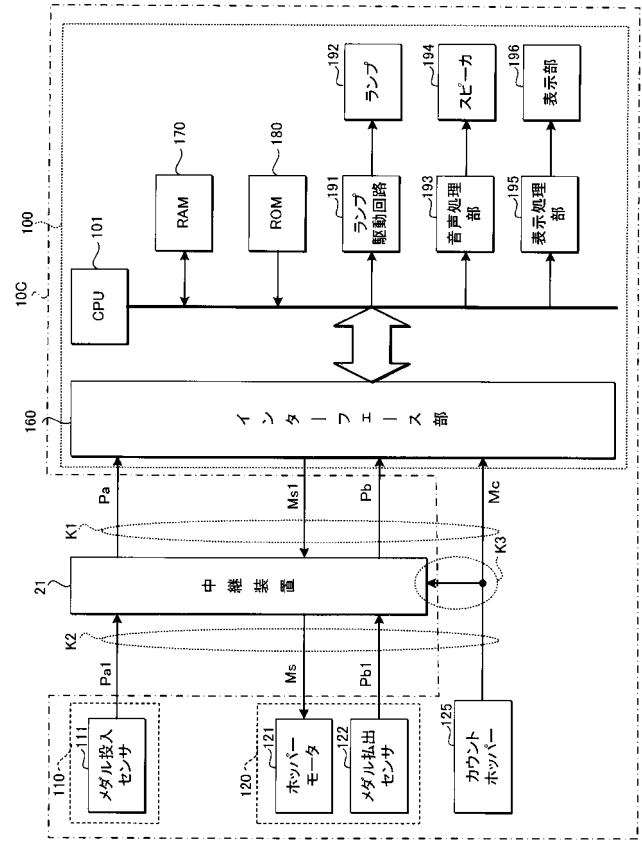 10C
100
CPU
101
RAM
170
ROM
180
ランプ
駆動回路
191
ランプ
192
音声処理
部
193
スピーカ
194
表示処理
部
195
表示部
196
インターフェース部
160
Pa
Ms1
Pb
Mc
K1
中継装置
21
K2
K3
Pa1
Ms
Pb1
110
メダル投入
センサ
111
120
ホッパー
モータ
121
メダル払出
センサ
122
カウント
ホッパー
125